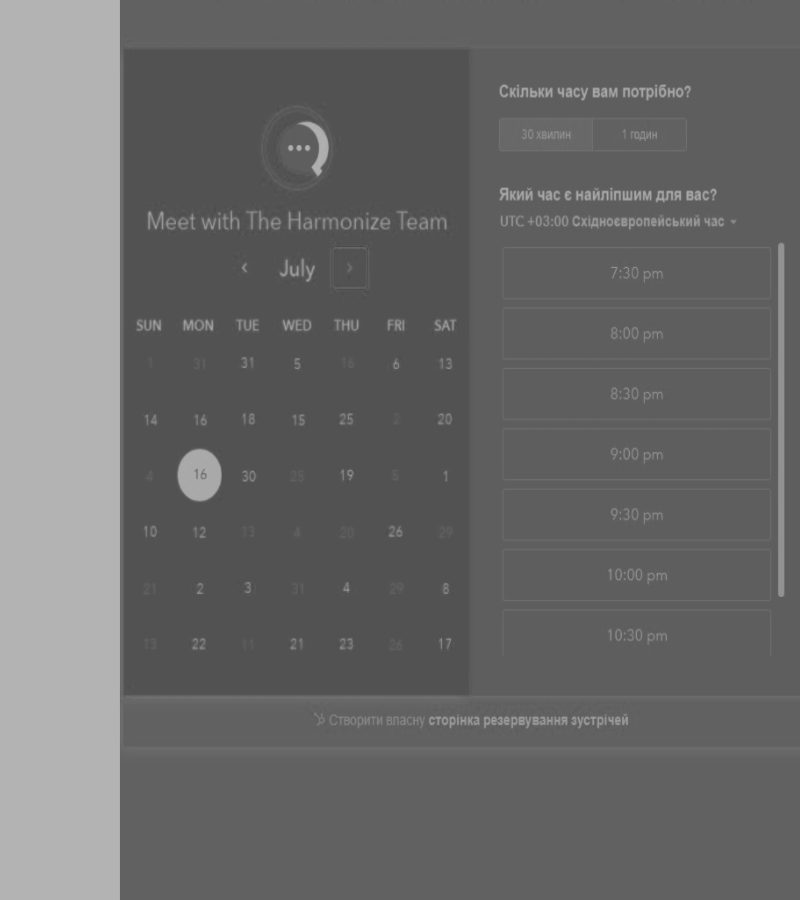 Meet with The Harmonize Team
July
SUN MON TUE WED THU FRI SAT
1 31 31 5 16 6 13
14 16 18 15 25 2 20
4 16 30 25 19 5 1
10 12 13 4 20 26 29
21 2 3 31 4 29 8
13 22 11 21 23 26 17
Скільки часу вам потрібно?
30 хвилин 1 годин
Який час є найліпшим для вас?
UTC +03:00 Східноєвропейський час
7:30 pm
8:00 pm
8:30 pm
9:00 pm
9:30 pm
10:00 pm
10:30 pm
Створити власну сторінка резервування зустрічей